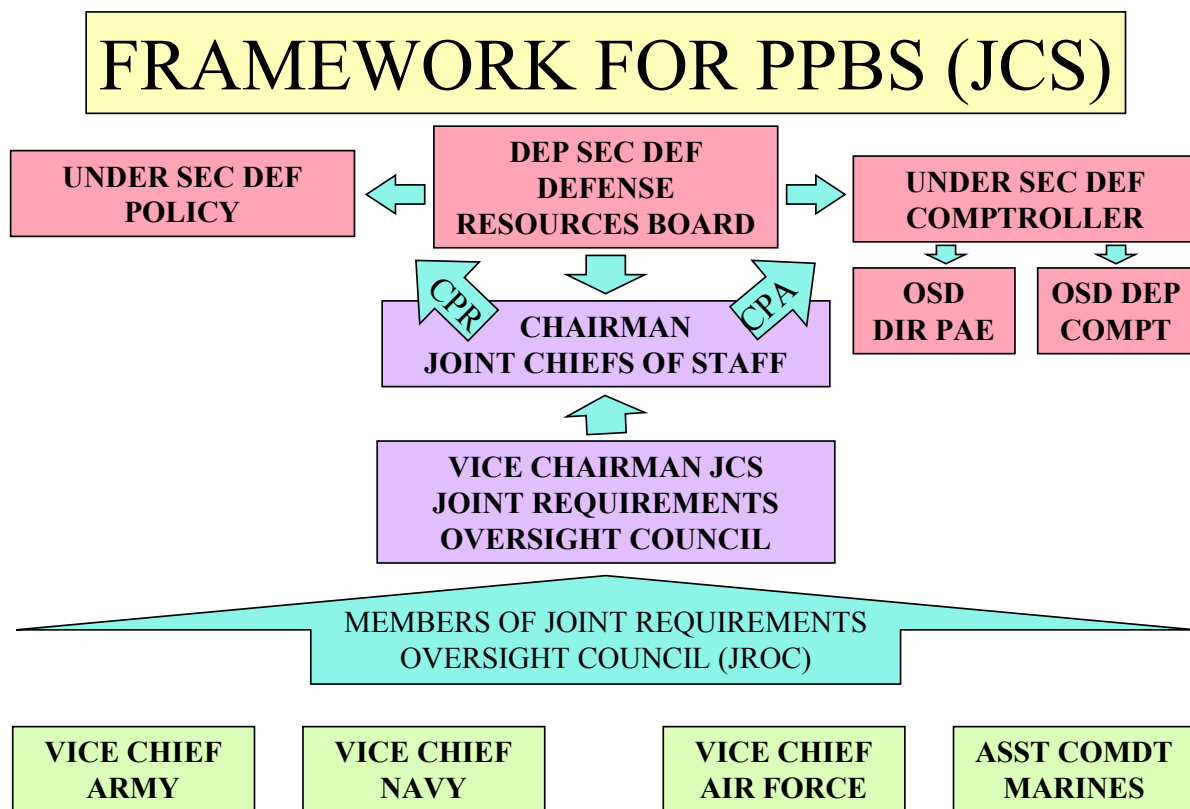 FRAMEWORK FOR PPBS (JCS)
UNDER SEC DEF
POLICY
DEP SEC DEF
DEFENSE
RESOURCES BOARD
UNDER SEC DEF
COMPTROLLER
OSD
DIR PAE
OSD DEP
COMPT
CPR
CPA
CHAIRMAN
JOINT CHIEFS OF STAFF
VICE CHAIRMAN JCS
JOINT REQUIREMENTS
OVERSIGHT COUNCIL
MEMBERS OF JOINT REQUIREMENTS
OVERSIGHT COUNCIL (JROC)
VICE CHIEF
ARMY
VICE CHIEF
NAVY
VICE CHIEF
AIR FORCE
ASST COMDT
MARINES